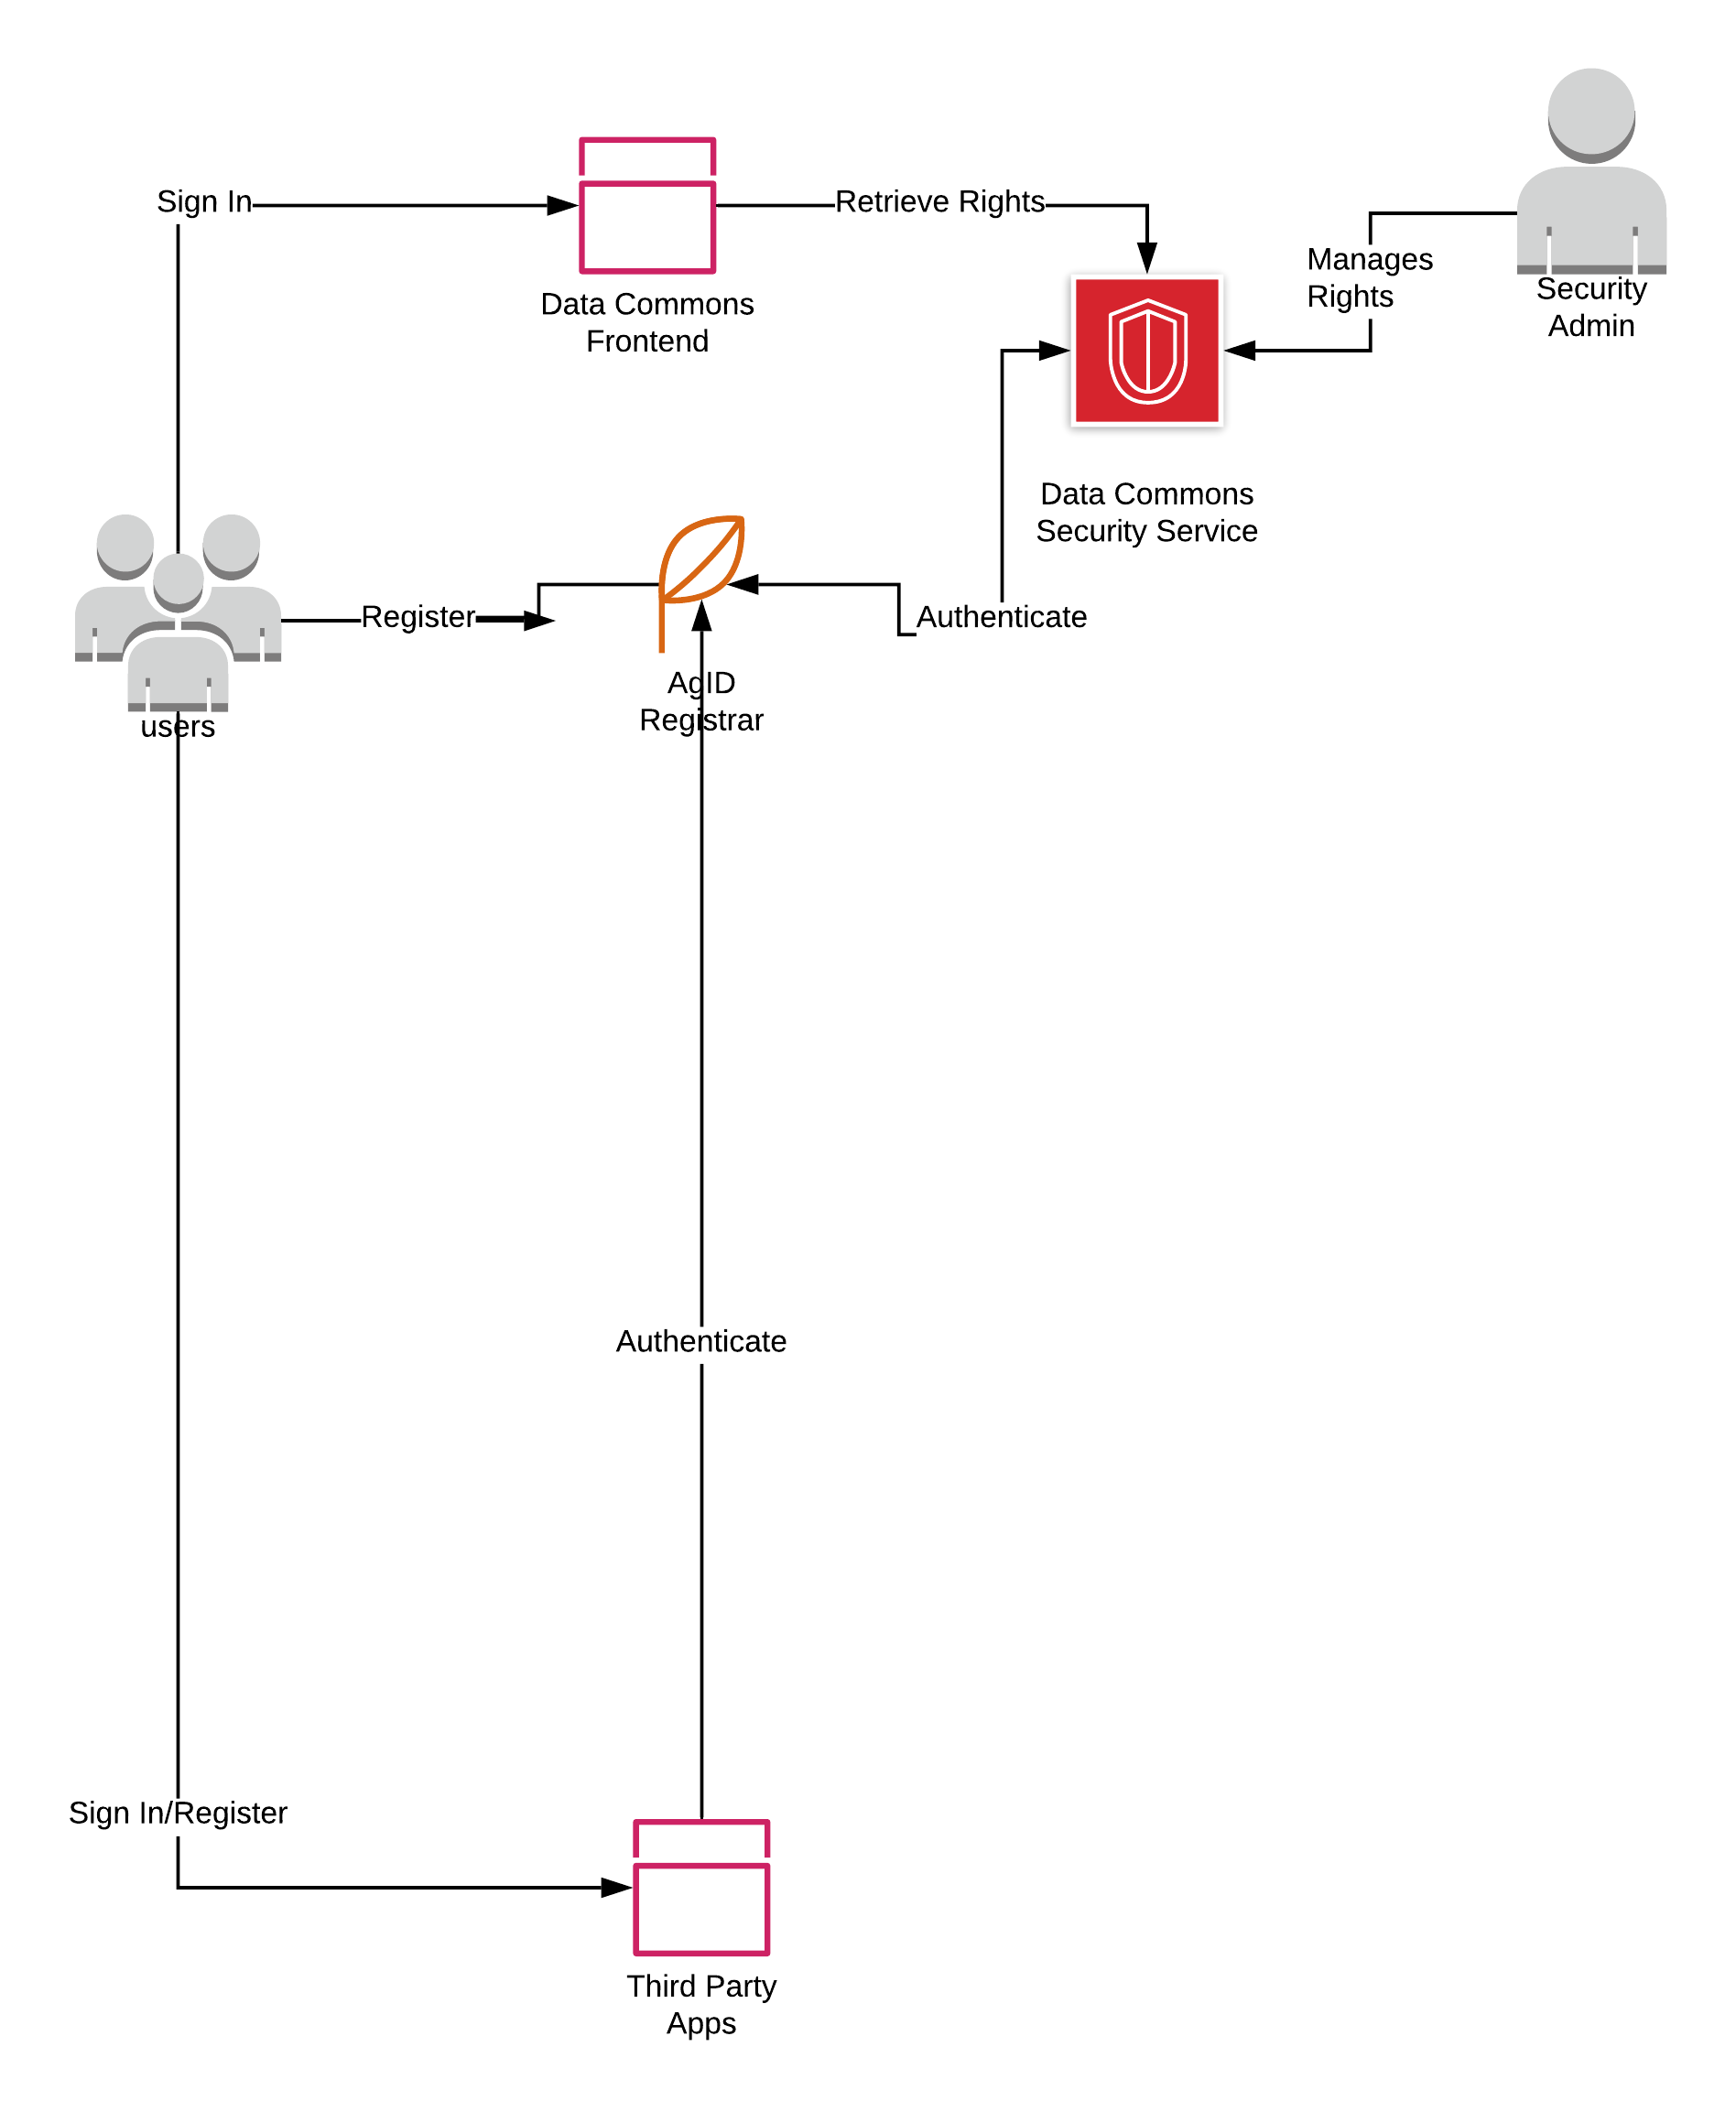 Sign In
Retrieve Rights
Manages
Rights
Security
Admin
Data Commons
Frontend
Data Commons
Security Service
Register
Authenticate
AgID
Registrar
users
Authenticate
Sign In/Register
Third Party
Apps